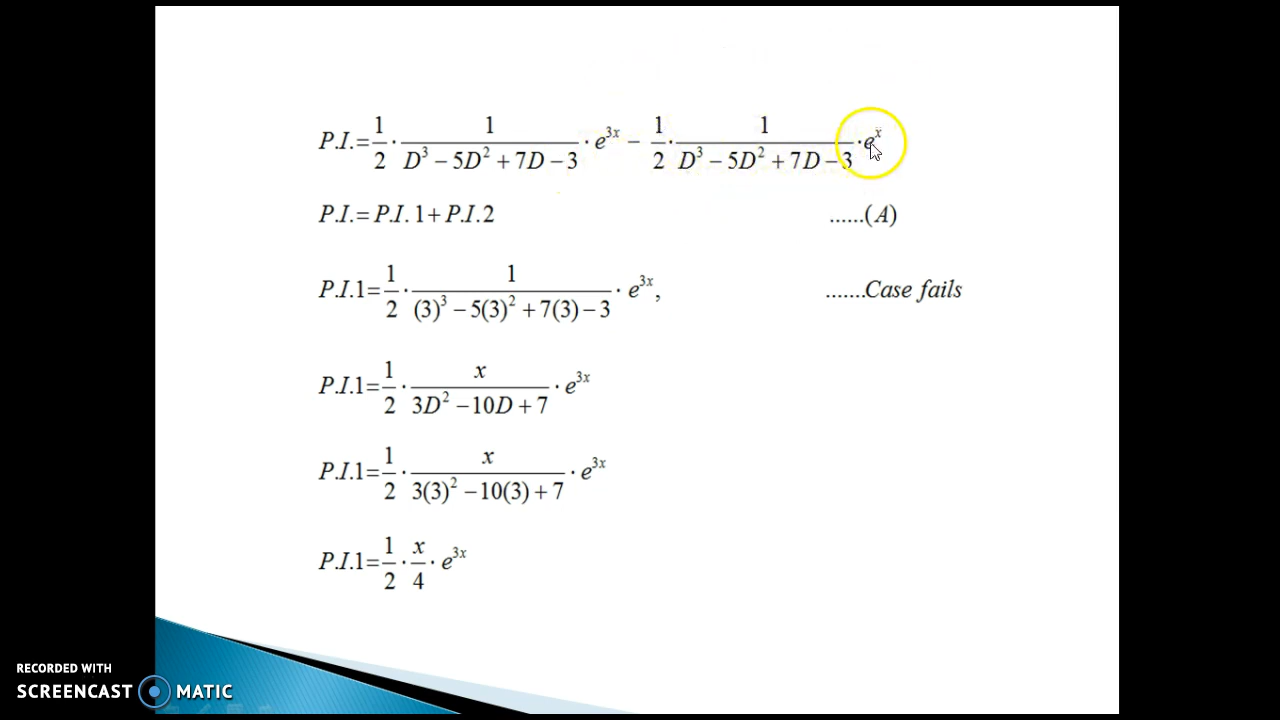 P.I.= 1/2 · 1/(D³ − 5D² + 7D − 3) · e^{3x} − 1/2 · 1/(D³ − 5D² + 7D − 3) · e^x
P.I.= P.I. 1+ P.I.2 ......(A)
P.I.1= 1/2 · 1/((3)³ − 5(3)² + 7(3) − 3) · e^{3x}, .......Case fails
P.I.1= 1/2 · x/(3D² −10D + 7) · e^{3x}
P.I.1= 1/2 · x/(3(3)² −10(3) + 7) · e^{3x}
P.I.1= 1/2 · x/4 · e^{3x}
RECORDED WITH
SCREENCAST MATIC